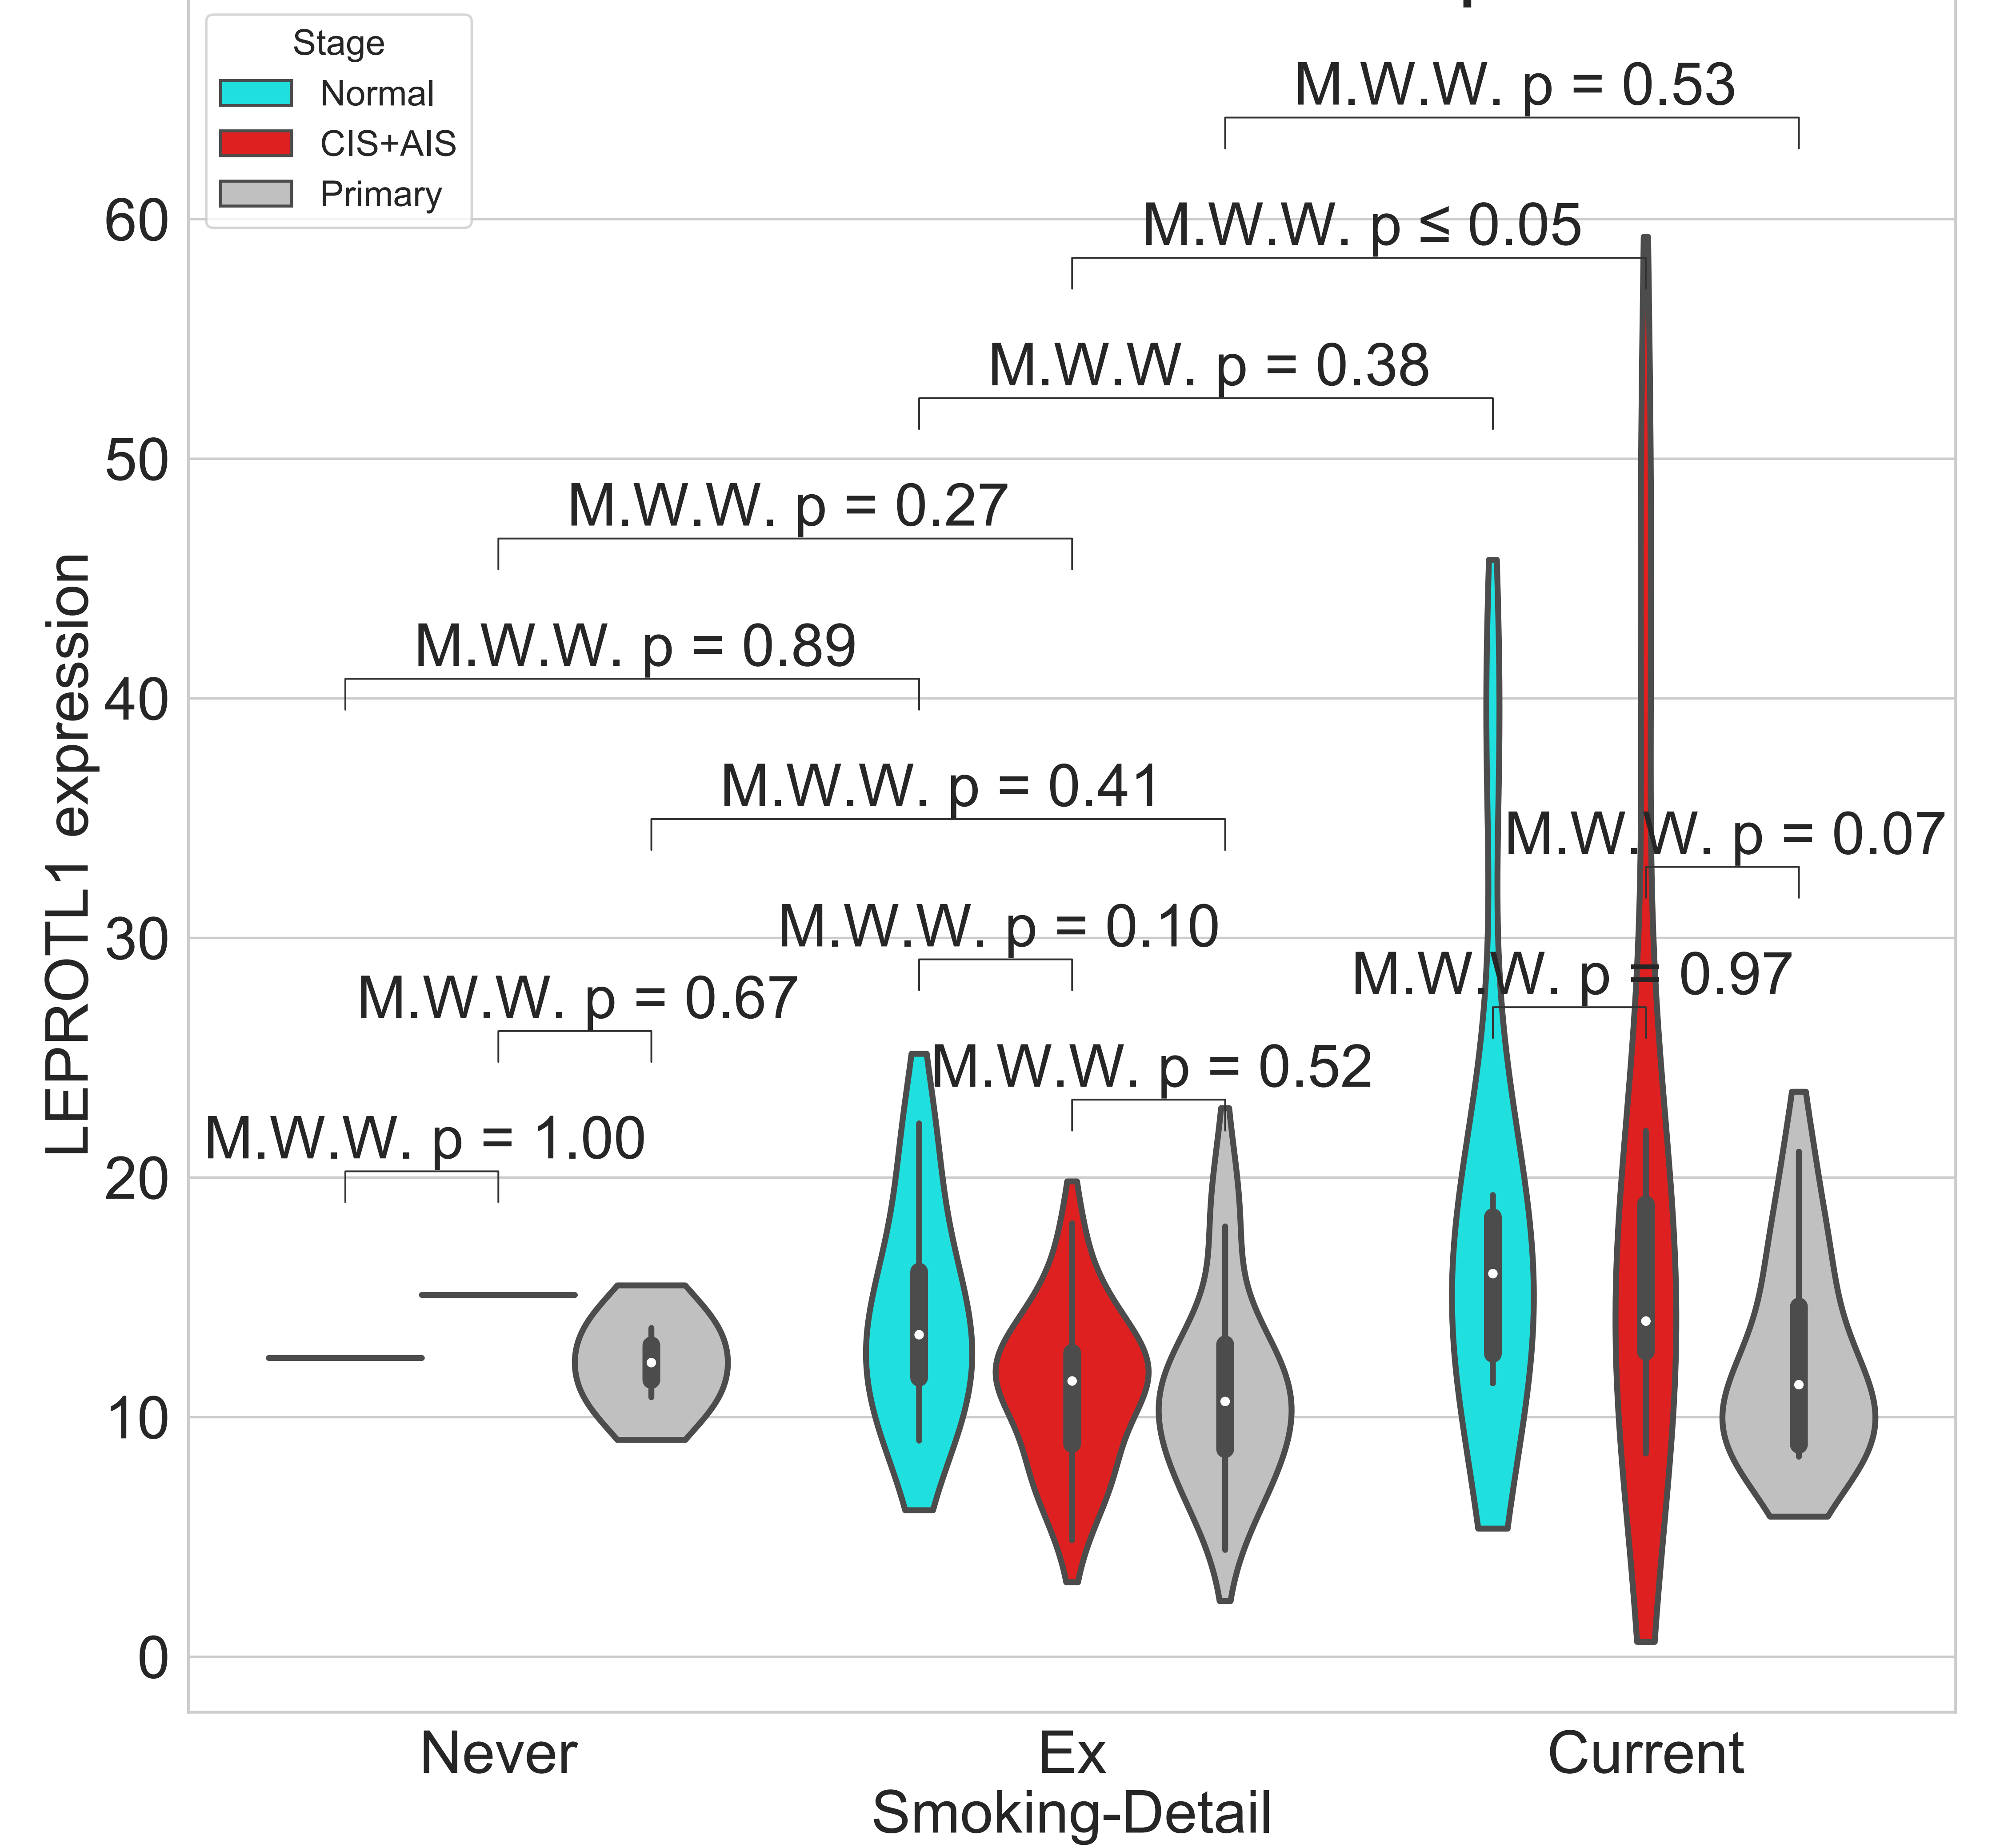 Stage
Normal
CIS+AIS
Primary
M.W.W. p = 0.53
M.W.W. p ≤ 0.05
M.W.W. p = 0.38
M.W.W. p = 0.27
M.W.W. p = 0.89
M.W.W. p = 0.41
M.W.W. p = 0.07
M.W.W. p = 0.10
M.W.W. p = 0.97
M.W.W. p = 0.67
M.W.W. p = 0.52
M.W.W. p = 1.00
60
50
40
30
20
10
0
LEPROTL1 expression
Never
Ex
Current
Smoking-Detail